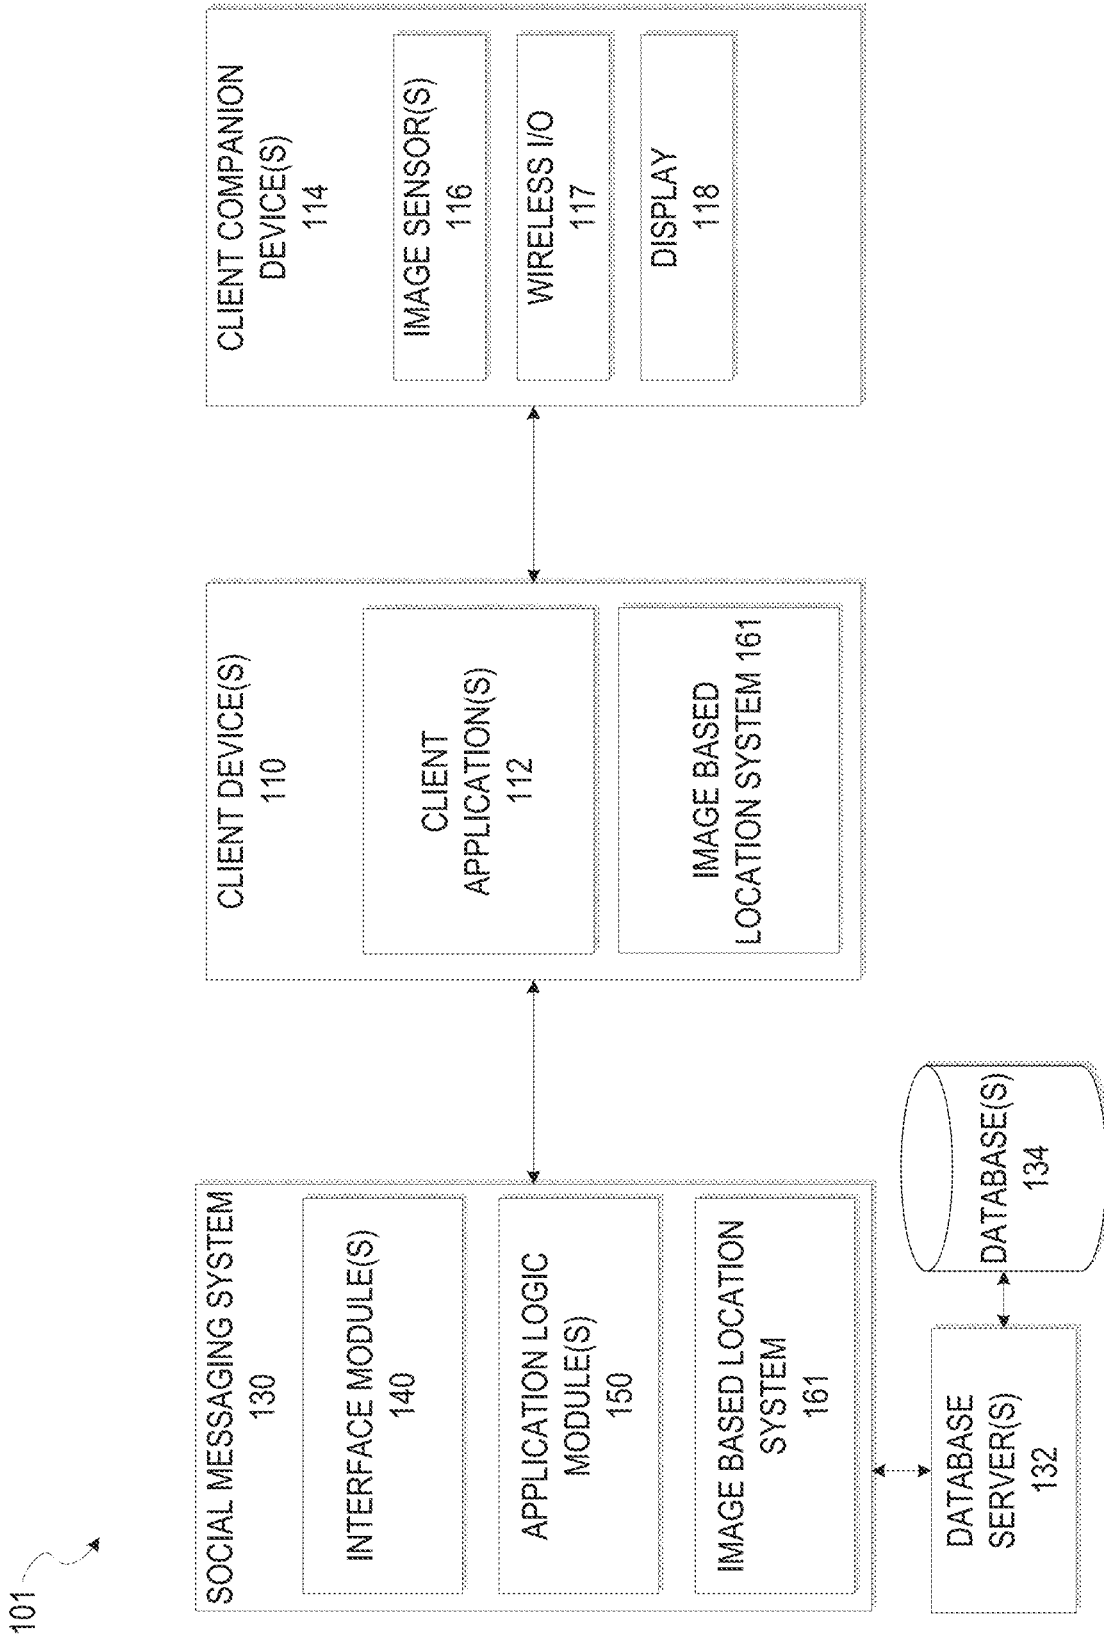 101
SOCIAL MESSAGING SYSTEM
130
INTERFACE MODULE(S)
140
APPLICATION LOGIC
MODULE(S)
150
IMAGE BASED LOCATION
SYSTEM
161
DATABASE
SERVER(S)
132
DATABASE(S)
134
CLIENT DEVICE(S)
110
CLIENT
APPLICATION(S)
112
IMAGE BASED
LOCATION SYSTEM 161
CLIENT COMPANION
DEVICE(S)
114
IMAGE SENSOR(S)
116
WIRELESS I/O
117
DISPLAY
118